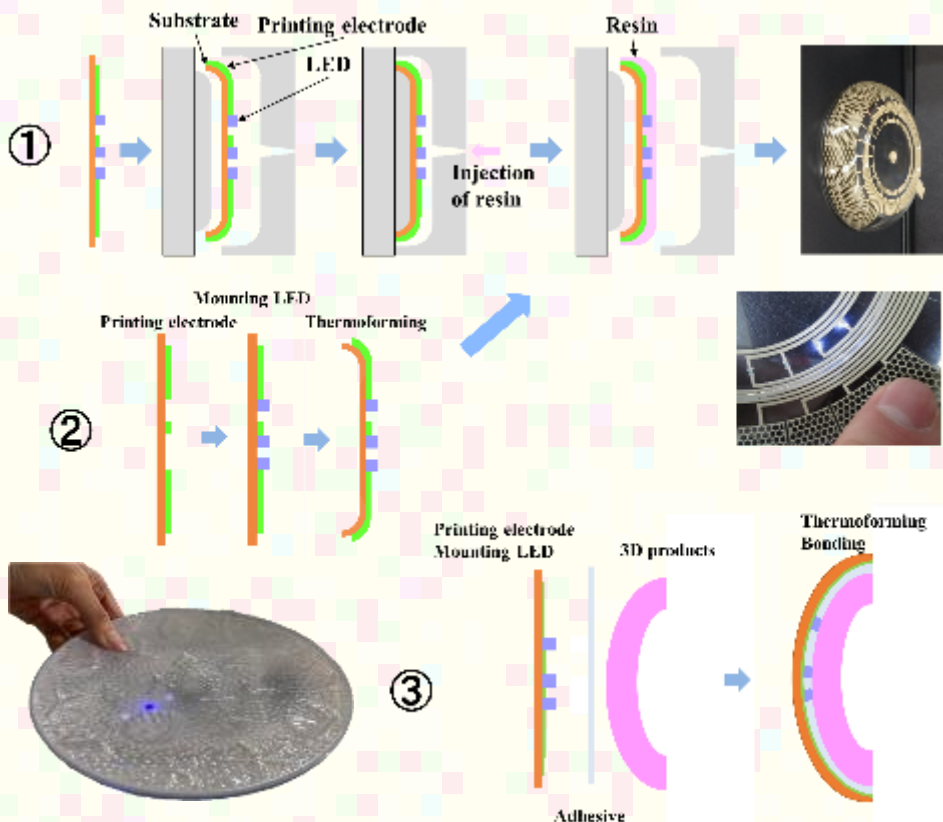 Substrate
Printing electrode
LED
Resin
①
Injection
of resin
Mounting LED
Printing electrode
Thermoforming
②
Printing electrode
Mounting LED
3D products
Thermoforming
Bonding
③
Adhesive